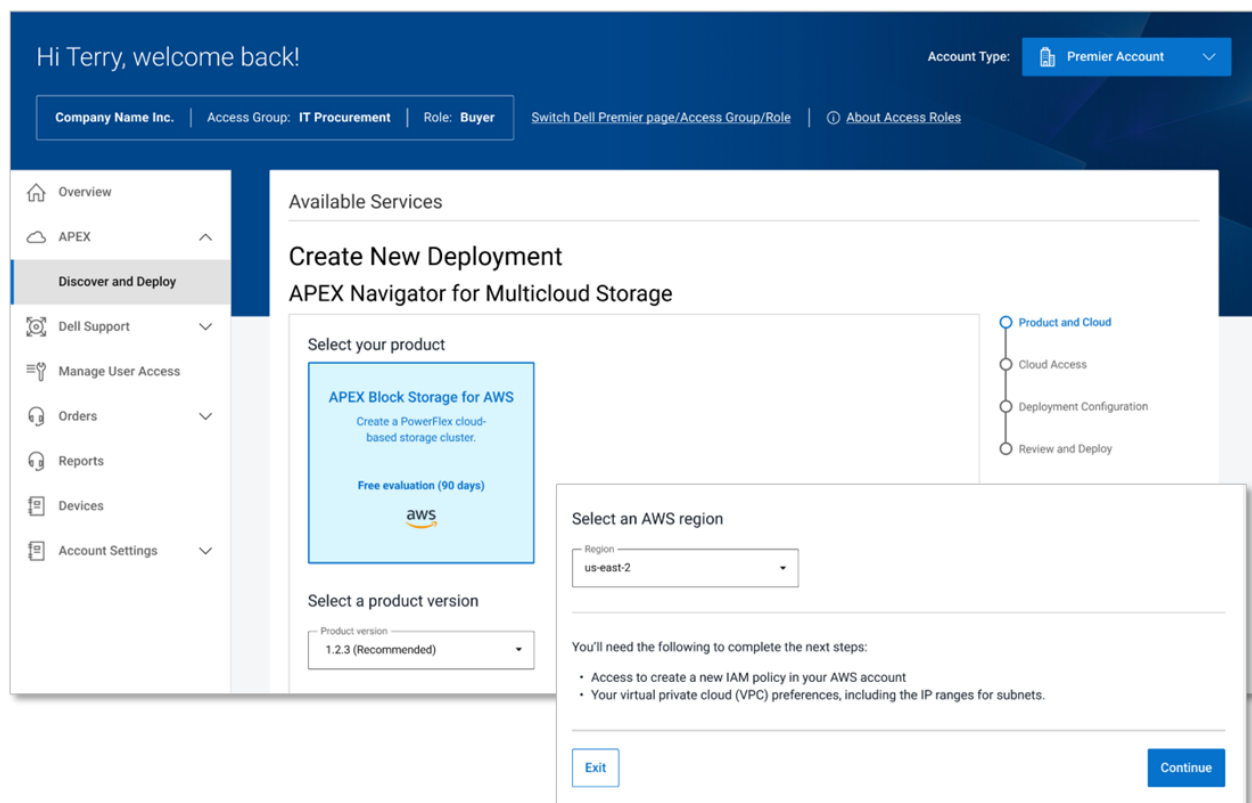 Hi Terry, welcome back!
Account Type: Premier Account
Company Name Inc. Access Group: IT Procurement Role: Buyer Switch Dell Premier page/Access Group/Role About Access Roles
Overview
APEX
Discover and Deploy
Dell Support
Manage User Access
Orders
Reports
Devices
Account Settings
Available Services
Create New Deployment
APEX Navigator for Multicloud Storage
Select your product
APEX Block Storage for AWS
Create a PowerFlex cloud-
based storage cluster.
Free evaluation (90 days)
aws
Select a product version
Product version
1.2.3 (Recommended)
Product and Cloud
Cloud Access
Deployment Configuration
Review and Deploy
Select an AWS region
Region
us-east-2
You'll need the following to complete the next steps:
• Access to create a new IAM policy in your AWS account
• Your virtual private cloud (VPC) preferences, including the IP ranges for subnets.
Exit
Continue